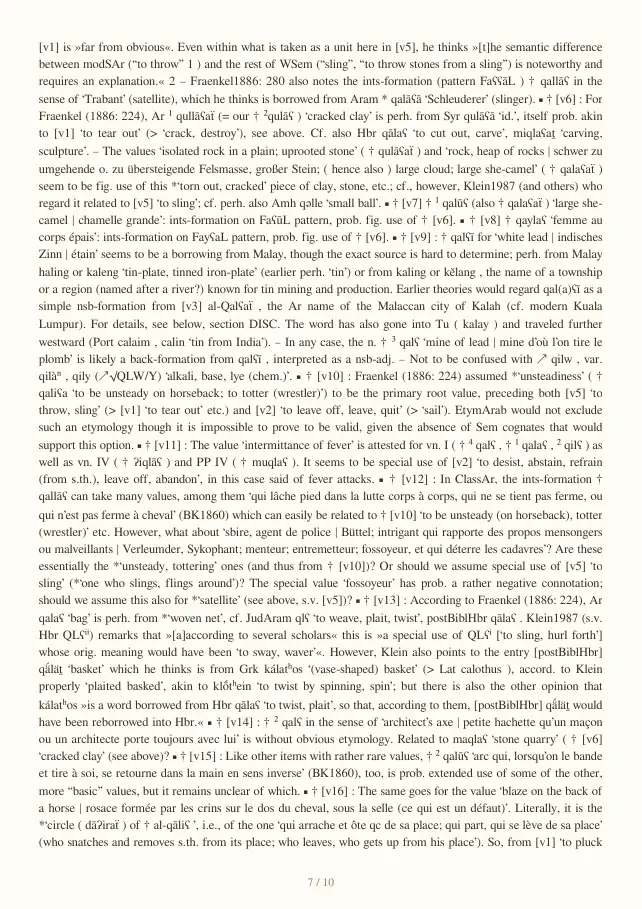 [v1] is »far from obvious«. Even within what is taken as a unit here in [v5], he thinks »[t]he semantic difference
between modSAr (“to throw” 1 ) and the rest of WSem (“sling”, “to throw stones from a sling”) is noteworthy and
requires an explanation.« 2 – Fraenkel1886: 280 also notes the ints-formation (pattern FaʕʕāL ) † qallāʕ in the
sense of ‘Trabant’ (satellite), which he thinks is borrowed from Aram * qalāʕā ‘Schleuderer’ (slinger). ▪ † [v6] : For
Fraenkel (1886: 224), Ar ¹ qullāʕaẗ (= our † ²qulāʕ ) ‘cracked clay’ is perh. from Syr qulāʕā ‘id.’, itself prob. akin
to [v1] ‘to tear out’ (> ‘crack, destroy’), see above. Cf. also Hbr qālaʕ ‘to cut out, carve’, miqlaʕaṯ ‘carving,
sculpture’. – The values ‘isolated rock in a plain; uprooted stone’ ( † qulāʕaẗ ) and ‘rock, heap of rocks | schwer zu
umgehende o. zu übersteigende Felsmasse, großer Stein; ( hence also ) large cloud; large she-camel’ ( † qalaʕaẗ )
seem to be fig. use of this *‘torn out, cracked’ piece of clay, stone, etc.; cf., however, Klein1987 (and others) who
regard it related to [v5] ‘to sling’; cf. perh. also Amh qəlle ‘small ball’. ▪ † [v7] † ¹ qalūʕ (also † qalaʕaẗ ) ‘large she-
camel | chamelle grande’: ints-formation on FaʕūL pattern, prob. fig. use of † [v6]. ▪ † [v8] † qaylaʕ ‘femme au
corps épais’: ints-formation on FayʕaL pattern, prob. fig. use of † [v6]. ▪ † [v9] : † qalʕī for ‘white lead | indisches
Zinn | étain’ seems to be a borrowing from Malay, though the exact source is hard to determine; perh. from Malay
haling or kaleng ‘tin-plate, tinned iron-plate’ (earlier perh. ‘tin’) or from kaling or kĕlang , the name of a township
or a region (named after a river?) known for tin mining and production. Earlier theories would regard qal(a)ʕī as a
simple nsb-formation from [v3] al-Qalʕaẗ , the Ar name of the Malaccan city of Kalah (cf. modern Kuala
Lumpur). For details, see below, section DISC. The word has also gone into Tu ( kalay ) and traveled further
westward (Port calaim , calin ‘tin from India’). – In any case, the n. † ³ qalʕ ‘mine of lead | mine d’où l’on tire le
plomb’ is likely a back-formation from qalʕī , interpreted as a nsb-adj. – Not to be confused with ↗ qilw , var.
qilàⁿ , qily (↗√QLW/Y) ‘alkali, base, lye (chem.)’. ▪ † [v10] : Fraenkel (1886: 224) assumed *‘unsteadiness’ ( †
qaliʕa ‘to be unsteady on horseback; to totter (wrestler)’) to be the primary root value, preceding both [v5] ‘to
throw, sling’ (> [v1] ‘to tear out’ etc.) and [v2] ‘to leave off, leave, quit’ (> ‘sail’). EtymArab would not exclude
such an etymology though it is impossible to prove to be valid, given the absence of Sem cognates that would
support this option. ▪ † [v11] : The value ‘intermittance of fever’ is attested for vn. I ( † ⁴ qalʕ , † ¹ qalaʕ , ² qilʕ ) as
well as vn. IV ( † ʔiqlāʕ ) and PP IV ( † muqlaʕ ). It seems to be special use of [v2] ‘to desist, abstain, refrain
(from s.th.), leave off, abandon’, in this case said of fever attacks. ▪ † [v12] : In ClassAr, the ints-formation †
qallāʕ can take many values, among them ‘qui lâche pied dans la lutte corps à corps, qui ne se tient pas ferme, ou
qui n’est pas ferme à cheval’ (BK1860) which can easily be related to † [v10] ‘to be unsteady (on horseback), totter
(wrestler)’ etc. However, what about ‘sbire, agent de police | Büttel; intrigant qui rapporte des propos mensongers
ou malveillants | Verleumder, Sykophant; menteur; entremetteur; fossoyeur, et qui déterre les cadavres’? Are these
essentially the *‘unsteady, tottering’ ones (and thus from † [v10])? Or should we assume special use of [v5] ‘to
sling’ (*‘one who slings, flings around’)? The special value ‘fossoyeur’ has prob. a rather negative connotation;
should we assume this also for *‘satellite’ (see above, s.v. [v5])? ▪ † [v13] : According to Fraenkel (1886: 224), Ar
qalaʕ ‘bag’ is perh. from *‘woven net’, cf. JudAram qlʕ ‘to weave, plait, twist’, postBiblHbr qālaʕ . Klein1987 (s.v.
Hbr QLʕⁱⁱ) remarks that »[a]according to several scholars« this is »a special use of QLʕⁱ [‘to sling, hurl forth’]
whose orig. meaning would have been ‘to sway, waver’«. However, Klein also points to the entry [postBiblHbr]
qā́läṯ ‘basket’ which he thinks is from Grk kálatʰos ‘(vase-shaped) basket’ (> Lat calothus ), accord. to Klein
properly ‘plaited basked’, akin to klṓtʰein ‘to twist by spinning, spin’; but there is also the other opinion that
kálatʰos »is a word borrowed from Hbr qālaʕ ‘to twist, plait’, so that, according to them, [postBiblHbr] qā́läṯ would
have been reborrowed into Hbr.« ▪ † [v14] : † ² qalʕ in the sense of ‘architect’s axe | petite hachette qu’un maçon
ou un architecte porte toujours avec lui’ is without obvious etymology. Related to maqlaʕ ‘stone quarry’ ( † [v6]
‘cracked clay’ (see above)? ▪ † [v15] : Like other items with rather rare values, † ² qalūʕ ‘arc qui, lorsqu’on le bande
et tire à soi, se retourne dans la main en sens inverse’ (BK1860), too, is prob. extended use of some of the other,
more “basic” values, but it remains unclear of which. ▪ † [v16] : The same goes for the value ‘blaze on the back of
a horse | rosace formée par les crins sur le dos du cheval, sous la selle (ce qui est un défaut)’. Literally, it is the
*‘circle ( dāʔiraẗ ) of † al-qāliʕ ’, i.e., of the one ‘qui arrache et ôte qc de sa place; qui part, qui se lève de sa place’
(who snatches and removes s.th. from its place; who leaves, who gets up from his place’). So, from [v1] ‘to pluck
7 / 10